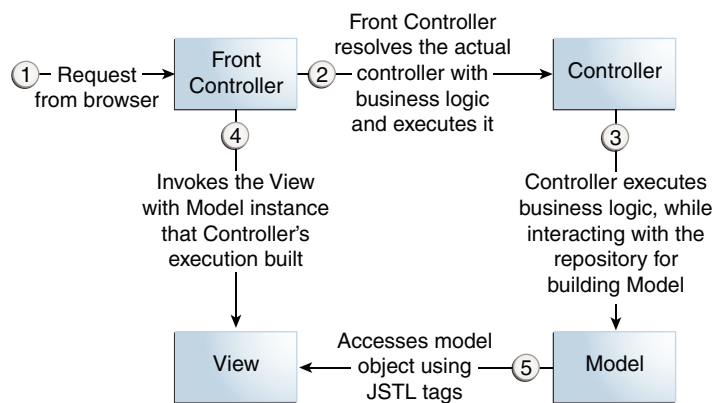 1
Request
from browser
Front
Controller
2
Front Controller
resolves the actual
controller with
business logic
and executes it
Controller
4
Invokes the View
with Model instance
that Controller's
execution built
3
Controller executes
business logic, while
interacting with the
repository for
building Model
View
Accesses model
object using
JSTL tags
5
Model